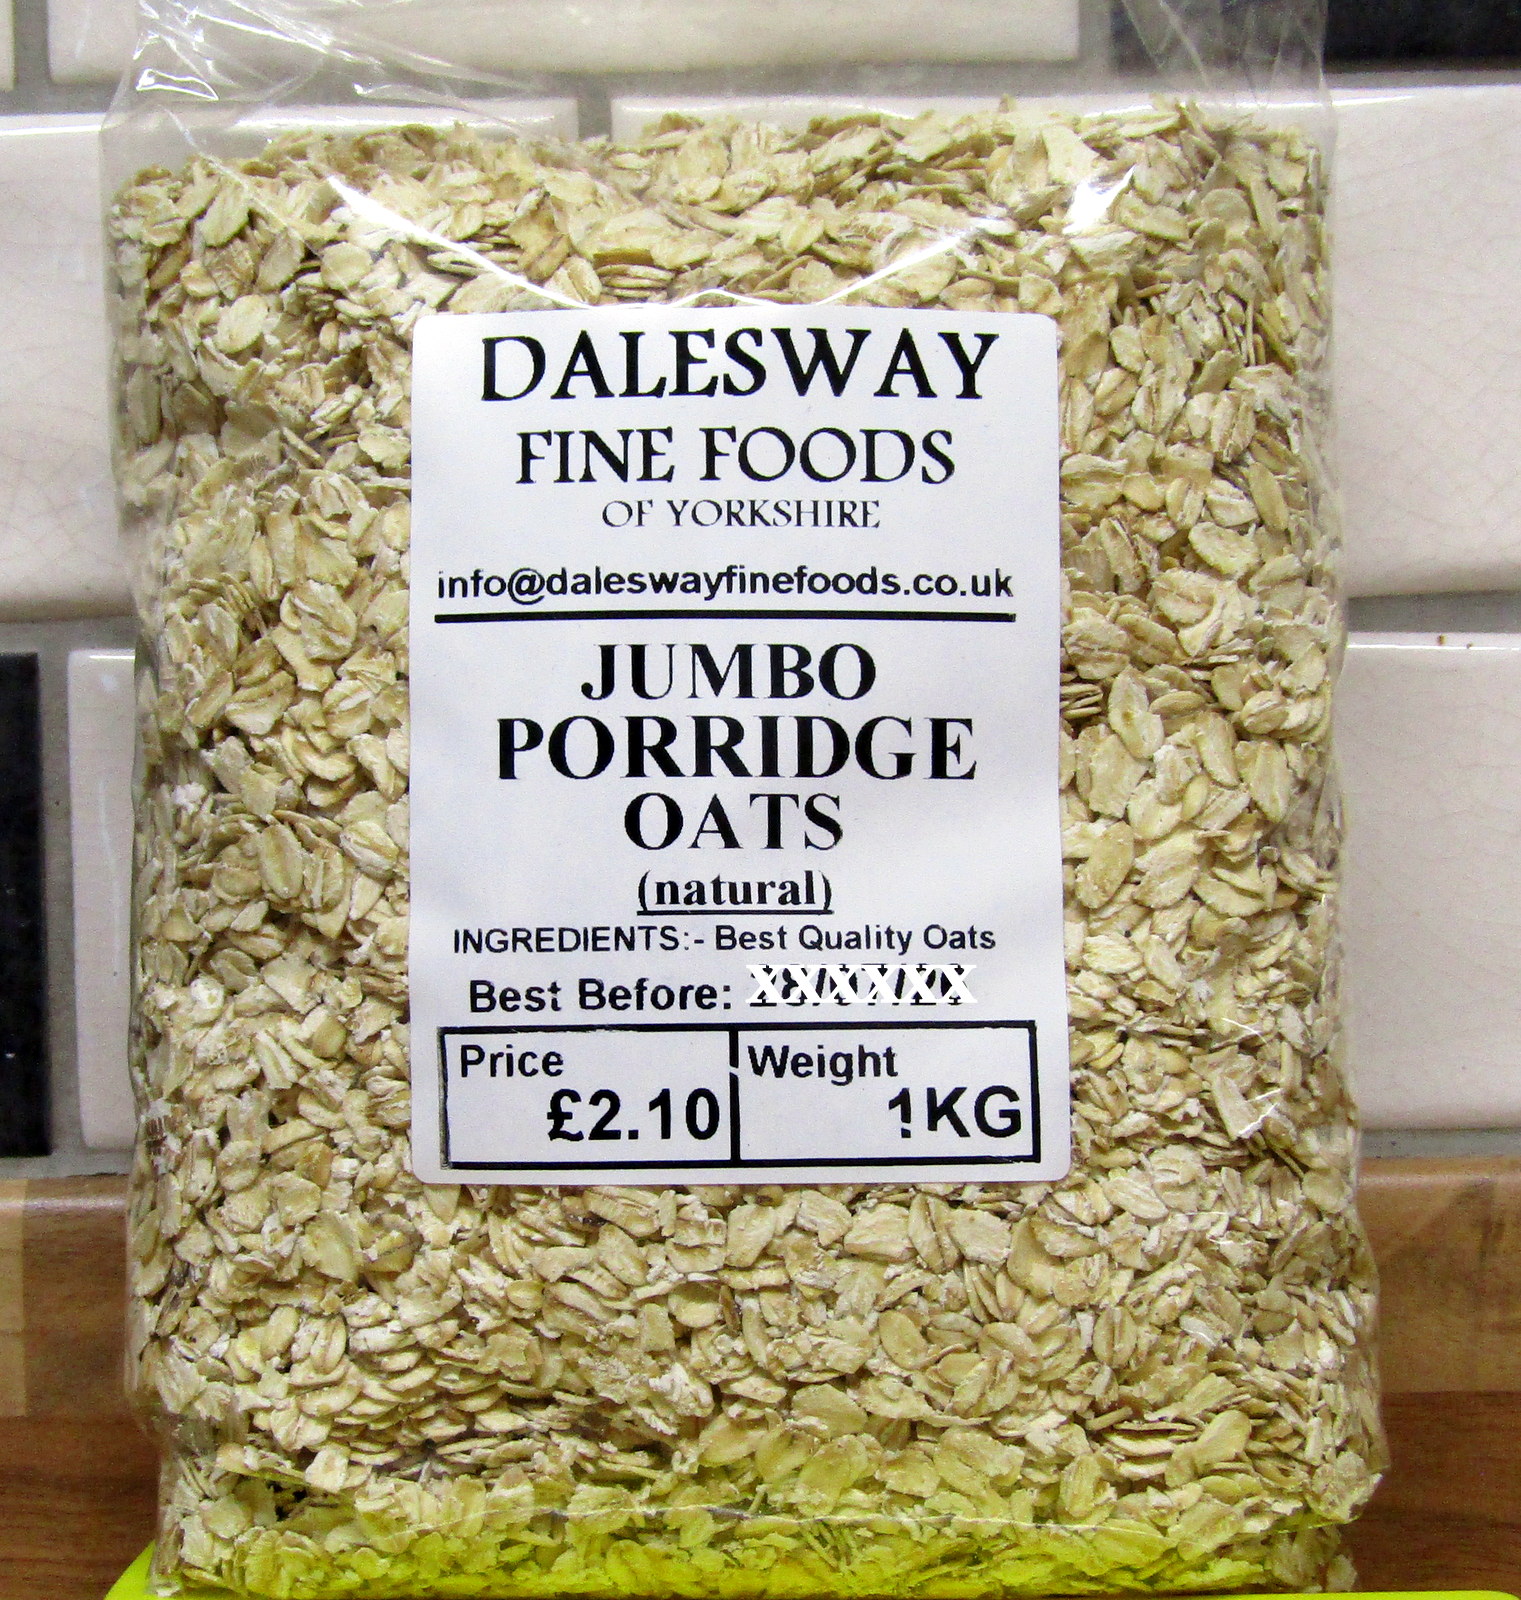 DALESWAY
FINE FOODS
OF YORKSHIRE
info@daleswayfinefoods.co.uk
JUMBO
PORRIDGE
OATS
(natural)
INGREDIENTS:- Best Quality Oats
Best Before: XXXXXX
Price Weight
£2.10 1KG